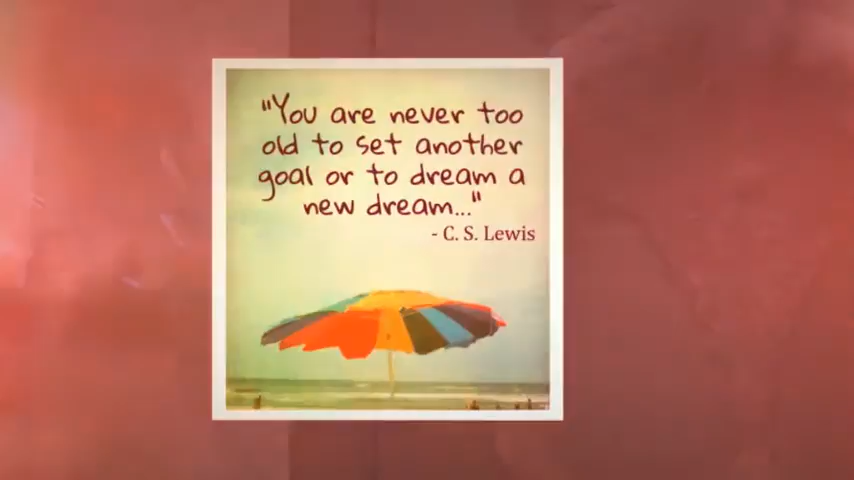 "You are never too
old to set another
goal or to dream a
new dream..."
- C. S. Lewis